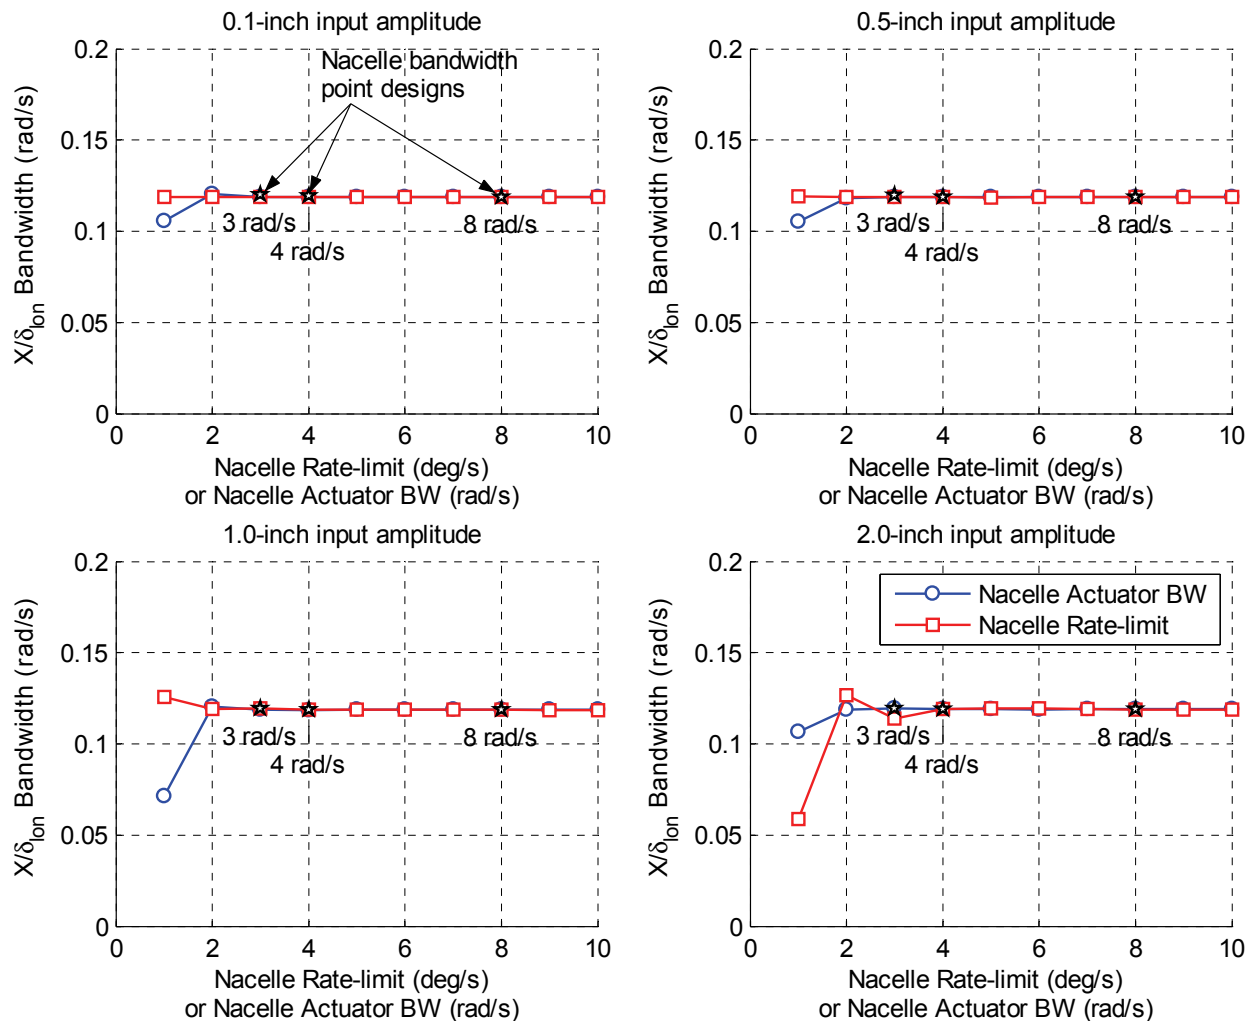 0.1-inch input amplitude
Nacelle bandwidth
point designs
0.2
0.15
0.1
0.05
0
X/δlon Bandwidth (rad/s)
3 rad/s
4 rad/s
8 rad/s
0 2 4 6 8 10
Nacelle Rate-limit (deg/s)
or Nacelle Actuator BW (rad/s)
0.5-inch input amplitude
0.2
0.15
0.1
0.05
0
X/δlon Bandwidth (rad/s)
3 rad/s
4 rad/s
8 rad/s
0 2 4 6 8 10
Nacelle Rate-limit (deg/s)
or Nacelle Actuator BW (rad/s)
1.0-inch input amplitude
0.2
0.15
0.1
0.05
0
X/δlon Bandwidth (rad/s)
3 rad/s
4 rad/s
8 rad/s
0 2 4 6 8 10
Nacelle Rate-limit (deg/s)
or Nacelle Actuator BW (rad/s)
2.0-inch input amplitude
Nacelle Actuator BW
Nacelle Rate-limit
0.2
0.15
0.1
0.05
0
X/δlon Bandwidth (rad/s)
3 rad/s
4 rad/s
8 rad/s
0 2 4 6 8 10
Nacelle Rate-limit (deg/s)
or Nacelle Actuator BW (rad/s)